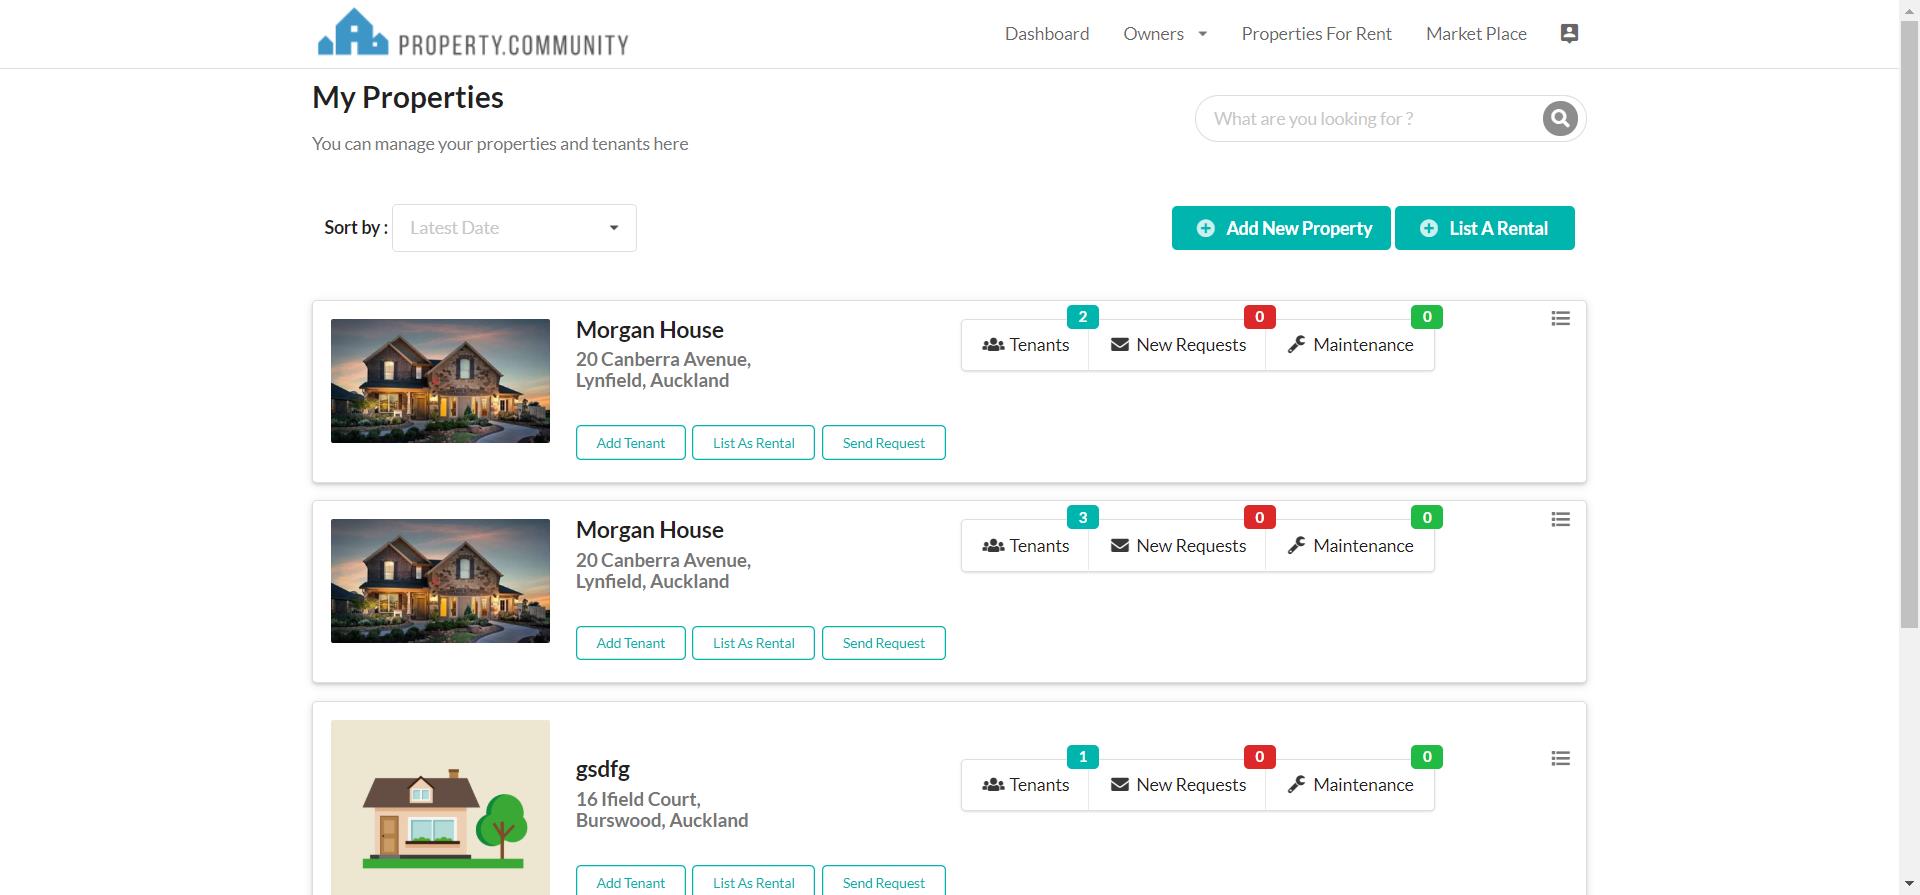 PROPERTY.COMMUNITY
Dashboard
Owners
Properties For Rent
Market Place
My Properties
What are you looking for ?
You can manage your properties and tenants here
Sort by :
Latest Date
Add New Property
List A Rental
Morgan House
20 Canberra Avenue,
Lynfield, Auckland
2
Tenants
0
New Requests
0
Maintenance
Add Tenant
List As Rental
Send Request
Morgan House
20 Canberra Avenue,
Lynfield, Auckland
3
Tenants
0
New Requests
0
Maintenance
Add Tenant
List As Rental
Send Request
gsdfg
16 Ifield Court,
Burswood, Auckland
1
Tenants
0
New Requests
0
Maintenance
Add Tenant
List As Rental
Send Request